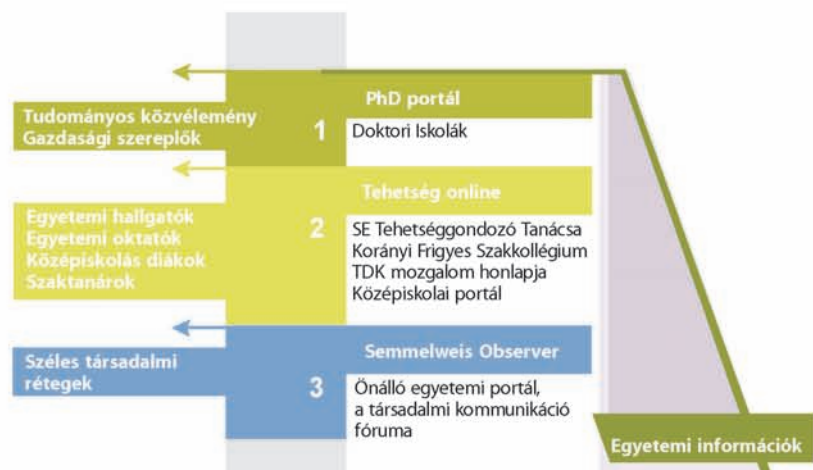 PhD portál
Tudományos közvélemény
Gazdasági szereplők
1
Doktori Iskolák
Tehetség online
Egyetemi hallgatók
Egyetemi oktatók
Középiskolás diákok
Szaktanárok
2
SE Tehetséggondozó Tanácsa
Korányi Frigyes Szakkollégium
TDK mozgalom honlapja
Középiskolai portál
Semmelweis Observer
Széles társadalmi
rétegek
3
Önálló egyetemi portál,
a társadalmi kommunikáció
fóruma
Egyetemi információk